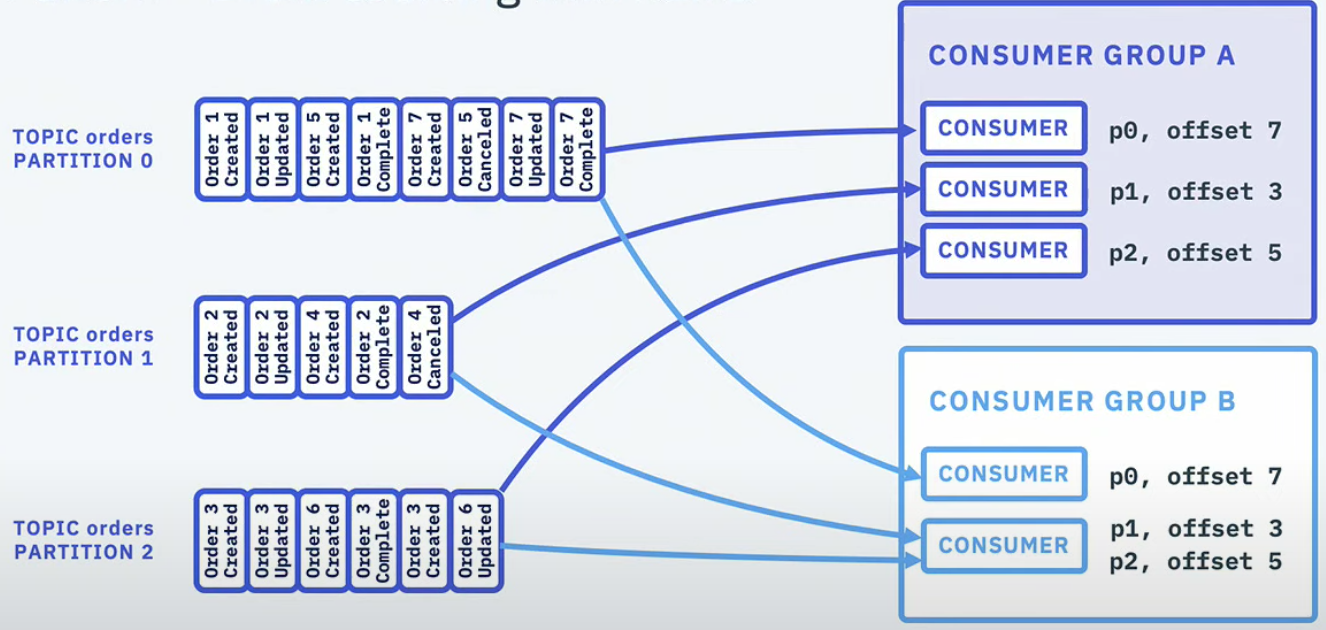 TOPIC orders
PARTITION 0
Order 1
Created
Order 1
Updated
Order 5
Created
Order 1
Complete
Order 7
Created
Order 5
Canceled
Order 7
Updated
Order 7
Complete
TOPIC orders
PARTITION 1
Order 2
Created
Order 2
Updated
Order 4
Created
Order 2
Complete
Order 4
Canceled
TOPIC orders
PARTITION 2
Order 3
Created
Order 3
Updated
Order 6
Created
Order 3
Complete
Order 3
Created
Order 6
Updated
CONSUMER GROUP A
CONSUMER p0, offset 7
CONSUMER p1, offset 3
CONSUMER p2, offset 5
CONSUMER GROUP B
CONSUMER p0, offset 7
CONSUMER p1, offset 3
p2, offset 5